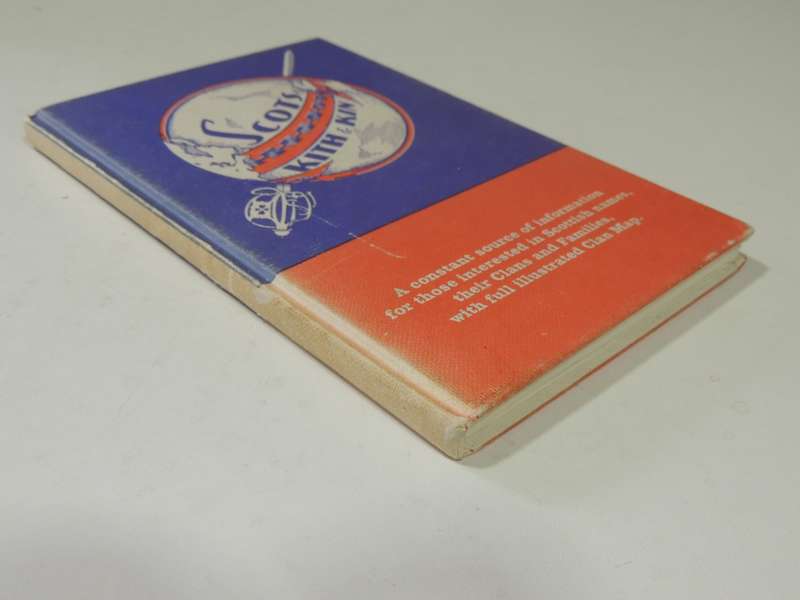 SCOTS
KITH & KIN
A constant source of information
for those interested in Scottish names,
their Clans and Families,
with full illustrated Clan Map.